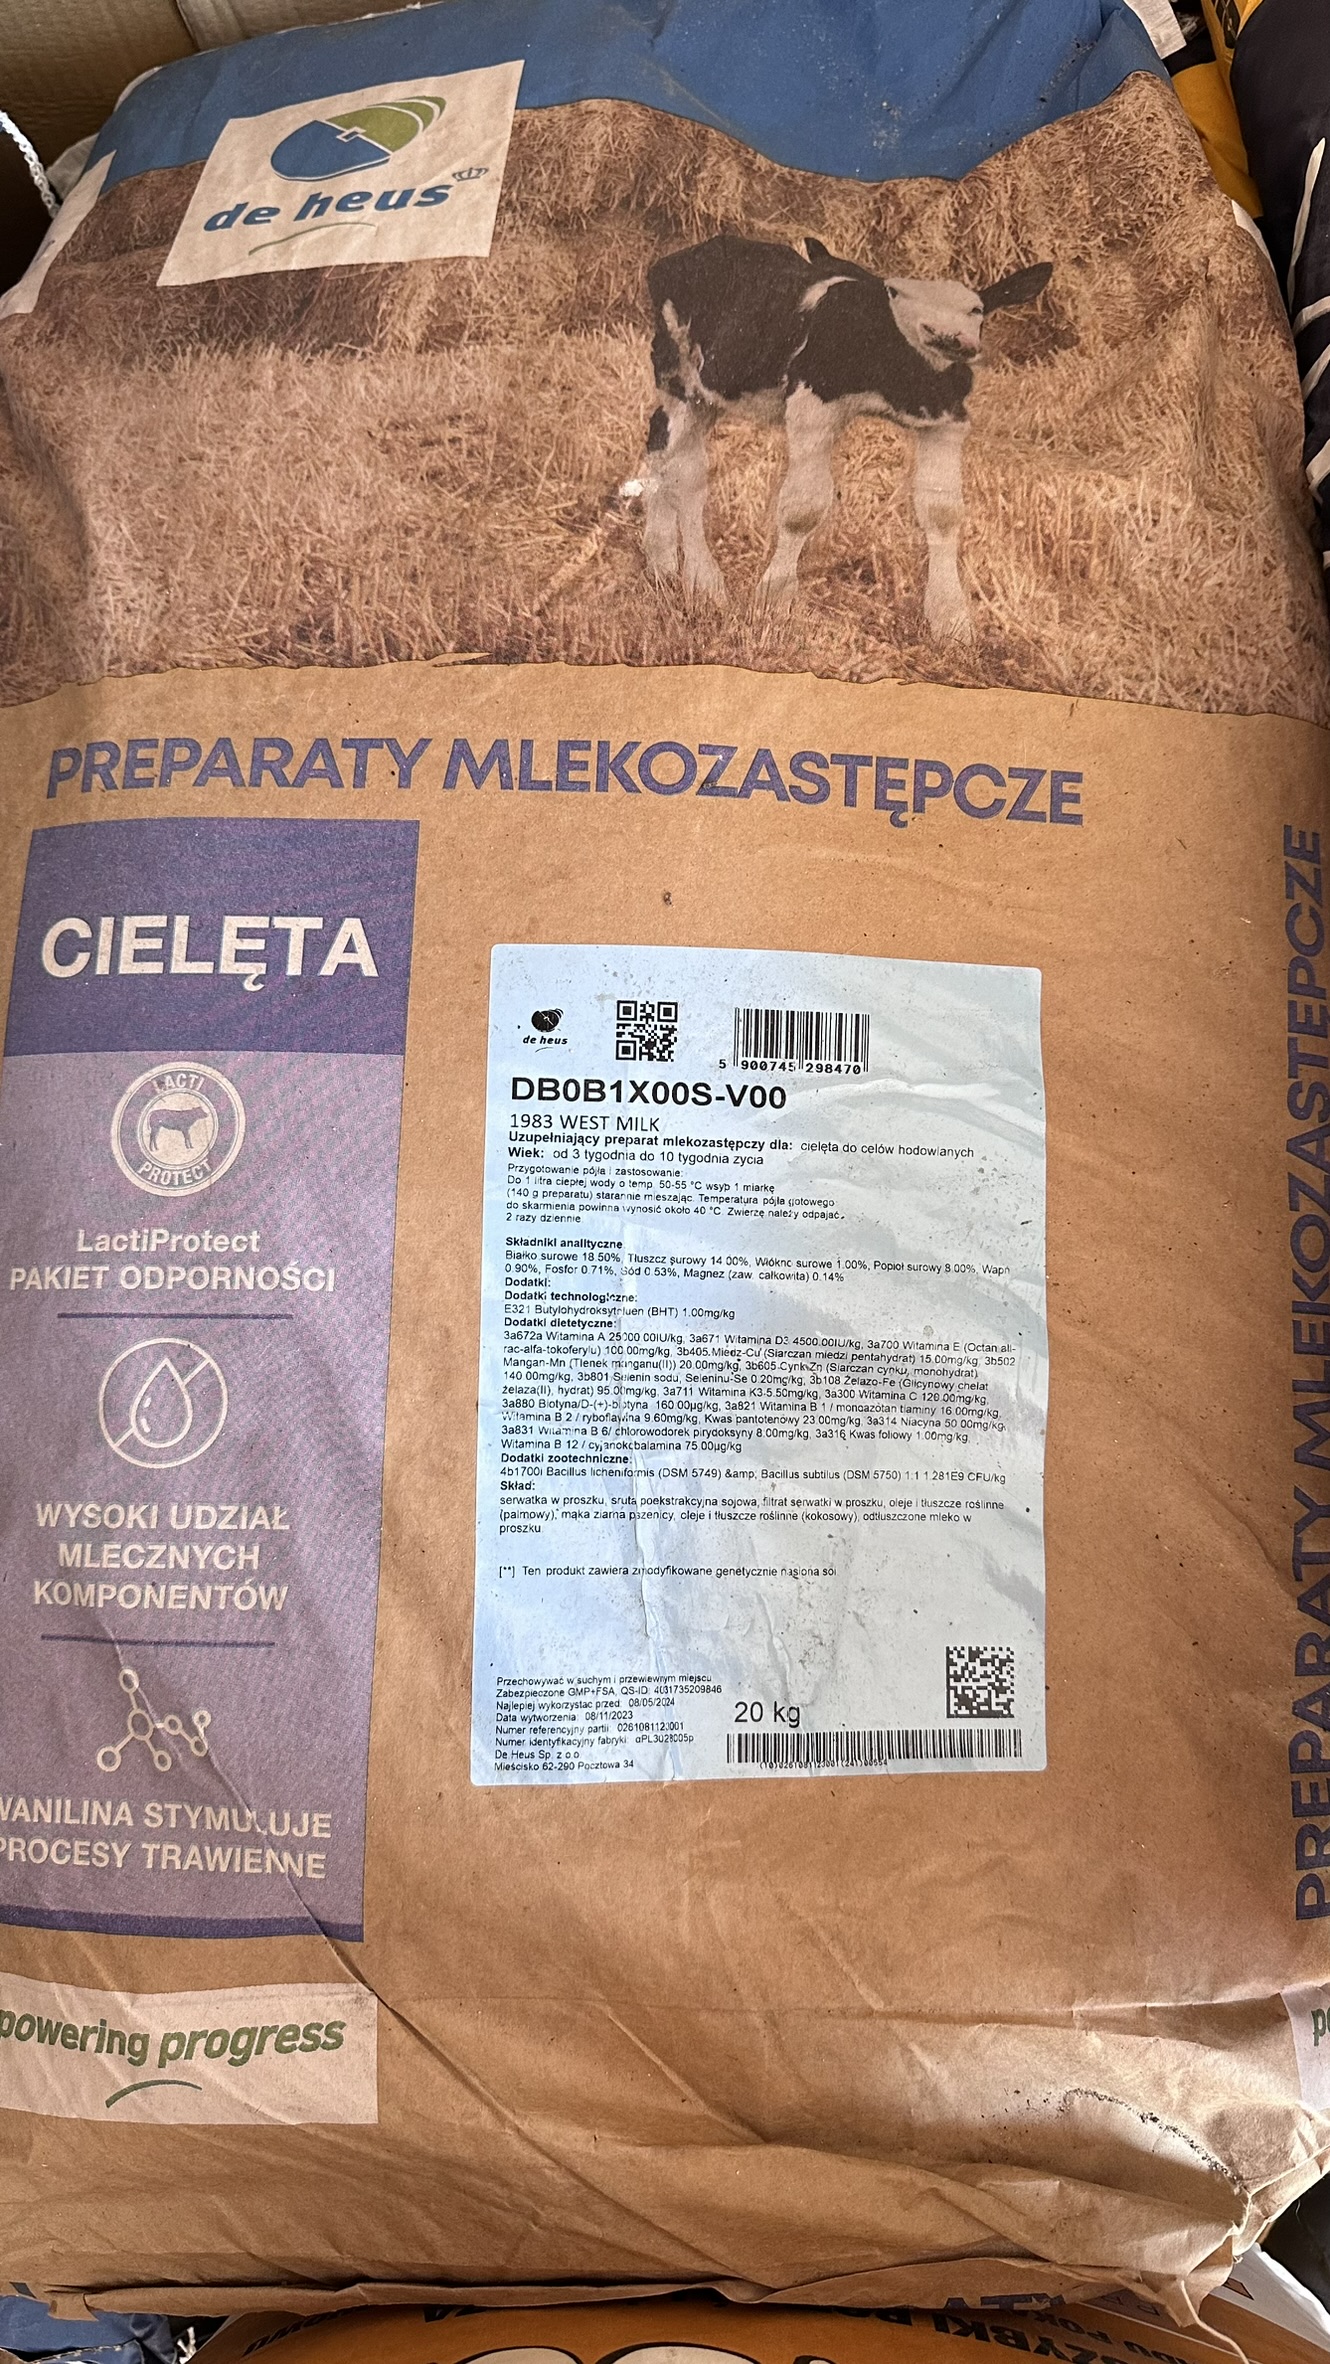 de heus
PREPARATY MLEKOZASTĘPCZE
CIELĘTA
LACTI
PROTECT
LactiProtect
PAKIET ODPORNOŚCI
WYSOKI UDZIAŁ
MLECZNYCH
KOMPONENTÓW
WANILINA STYMULUJE
PROCESY TRAWIENNE
powering progress
de heus
5 900745 298470
DB0B1X00S-V00
1983 WEST MILK
Uzupełniający preparat mlekozastępczy dla: cielęta do celów hodowlanych
Wiek: od 3 tygodnia do 10 tygodnia zycia
Przygotowanie pójła i zastosowanie:
Do 1 litra ciepłej wody o temp. 50-55 °C wsyp 1 miarkę
(140 g preparatu) starannie mieszając. Temperatura pójła gotowego
do skarmienia powinna wynosić około 40 °C. Zwierzę należy odpajać
2 razy dziennie
Składniki analityczne
Białko surowe 18.50%, Tłuszcz surowy 14.00%, Włókno surowe 1.00%, Popiół surowy 8.00%, Wapń
0.90%, Fosfor 0.71%, Sód 0.53%, Magnez (zaw. całkowita) 0.14%
Dodatki:
Dodatki technologiczne:
E321 Butylohydroksytoluen (BHT) 1.00mg/kg
Dodatki dietetyczne:
3a672a Witamina A 25000.00IU/kg, 3a671 Witamina D3 4500.00IU/kg, 3a700 Witamina E (Octan all-
rac-alfa-tokoferylu) 100.00mg/kg, 3b405 Miedz-Cu (Siarczan miedzi pentahydrat) 15.00mg/kg, 3b502
Mangan-Mn (Tlenek manganu(II)) 20.00mg/kg, 3b605 Cynk-Zn (Siarczan cynku, monohydrat)
140.00mg/kg, 3b801 Selenin sodu, Seleninu-Se 0.20mg/kg, 3b108 Żelazo-Fe (Glicynowy chelat
żelaza(II), hydrat) 95.00mg/kg, 3a711 Witamina K3 5.50mg/kg, 3a300 Witamina C 120.00mg/kg,
3a880 Biotyna/D-(+)-biotyna 160.00µg/kg, 3a821 Witamina B 1 / monoazotan tiaminy 16.00mg/kg,
Witamina B 2 / ryboflawina 9.60mg/kg, Kwas pantotenowy 23.00mg/kg, 3a314 Niacyna 50.00mg/kg,
3a831 Witamina B 6/ chlorowodorek pirydoksyny 8.00mg/kg, 3a316 Kwas foliowy 1.00mg/kg,
Witamina B 12 / cyjanokobalamina 75.00µg/kg
Dodatki zootechniczne:
4b1700i Bacillus licheniformis (DSM 5749) &amp; Bacillus subtilus (DSM 5750) 1:1 1.281E9 CFU/kg
Skład:
serwatka w proszku, śruta poekstrakcyjna sojowa, filtrat serwatki w proszku, oleje i tłuszcze roślinne
(palmowy), mąka ziarna pszenicy, oleje i tłuszcze roślinne (kokosowy), odtłuszczone mleko w
proszku
[**] Ten produkt zawiera zmodyfikowane genetycznie nasiona soi
Przechowywać w suchym i przewiewnym miejscu
Zabezpieczone GMP+FSA, QS-ID: 4031735209846
Najlepiej wykorzystac przed: 08/05/2024
Data wytworzenia: 08/11/2023
Numer referencyjny partii: 0261081123001
Numer identyfikacyjny fabryki: αPL3028005p
De Heus Sp. z o.o.
Mieścisko 62-290 Pocztowa 34
20 kg
PREPARATY MLEKOZASTĘPCZE